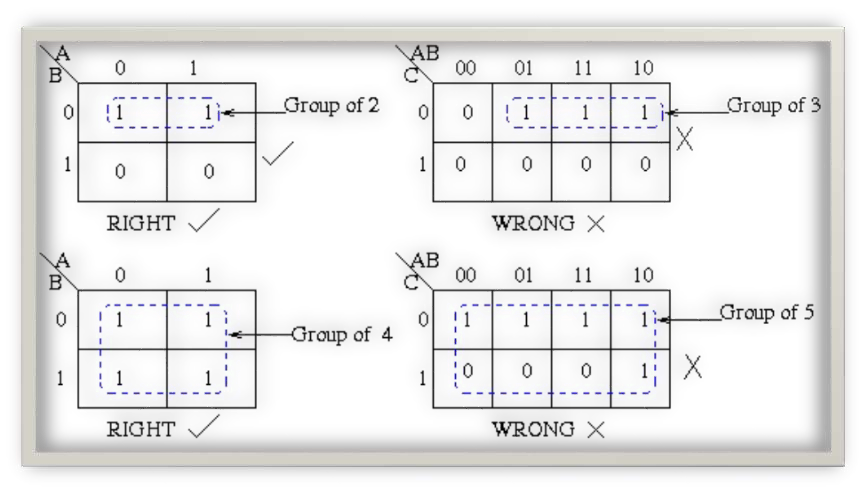 A
B
0 1
0 1 1 Group of 2
1 0 0
RIGHT
AB
C
00 01 11 10
0 0 1 1 1 Group of 3
1 0 0 0 0
WRONG
A
B
0 1
0 1 1 Group of 4
1 1 1
RIGHT
AB
C
00 01 11 10
0 1 1 1 1 Group of 5
1 0 0 0 1
WRONG